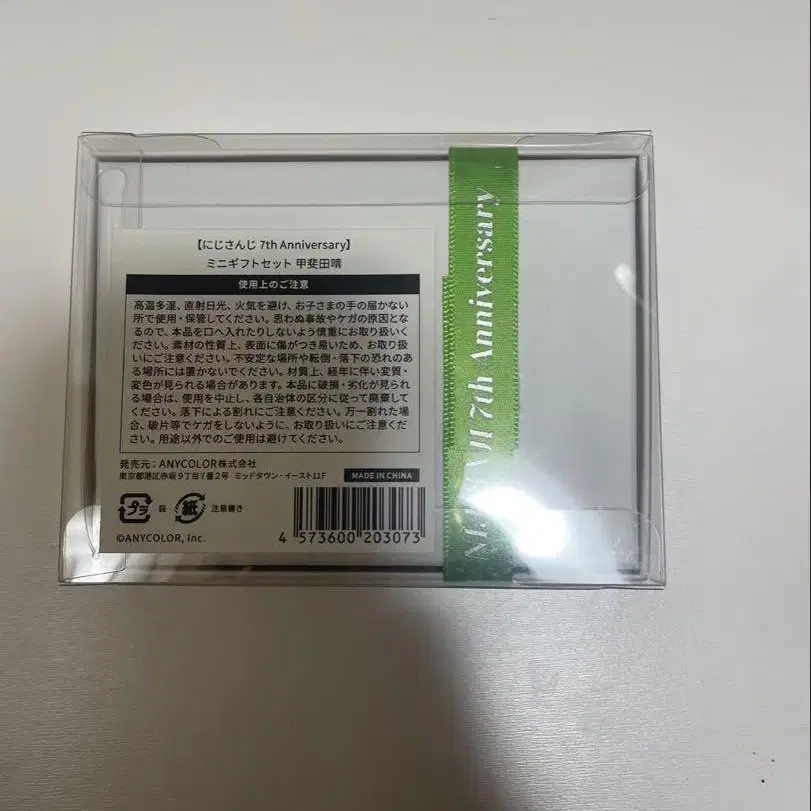 【にじさんじ 7th Anniversary】
ミニギフトセット 甲斐田晴
使用上のご注意
高温多湿、直射日光、火気を避け、お子さまの手の届かない
所で使用・保管してください。思わぬ事故やケガの原因とな
るので、本品を口へ入れたりしないよう慎重にお取り扱いく
ださい。素材の性質上、表面に傷がつき易いため、お取り扱
いにご注意ください。不安定な場所や転倒・落下の恐れのあ
る場所には置かないでください。材質上、経年に伴い変質・
変色が見られる場合があります。本品に破損・劣化が見られ
る場合は、使用を中止し、各自治体の区分に従って廃棄して
ください。落下による割れにご注意ください。万一割れた場
合、破片等でケガをしないように、お取り扱いにご注意くだ
さい。用途以外でのご使用は避けてください。
発売元：ANYCOLOR株式会社
東京都港区赤坂9丁目7番2号 ミッドタウン・イースト11F
MADE IN CHINA
プラ 袋 紙 注意書き
©ANYCOLOR, Inc.
4 573600 203073
7th Anniversary